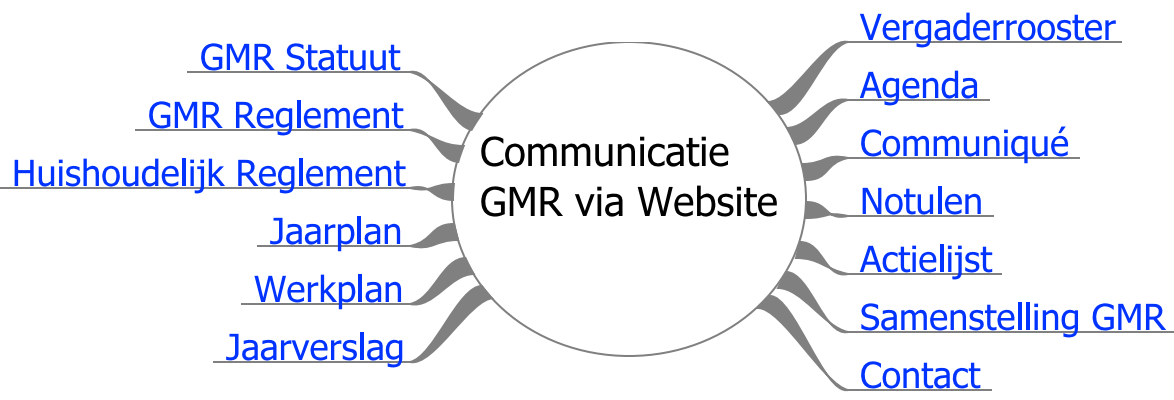 GMR Statuut
GMR Reglement
Huishoudelijk Reglement
Jaarplan
Werkplan
Jaarverslag
Communicatie
GMR via Website
Vergaderrooster
Agenda
Communiqué
Notulen
Actielijst
Samenstelling GMR
Contact